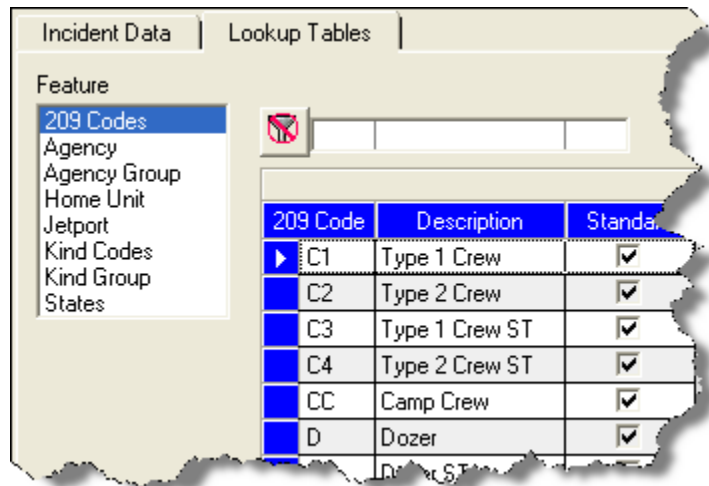 Incident Data Lookup Tables
Feature
209 Codes
Agency
Agency Group
Home Unit
Jetport
Kind Codes
Kind Group
States
209 Code Description
C1 Type 1 Crew
C2 Type 2 Crew
C3 Type 1 Crew ST
C4 Type 2 Crew ST
CC Camp Crew
D Dozer